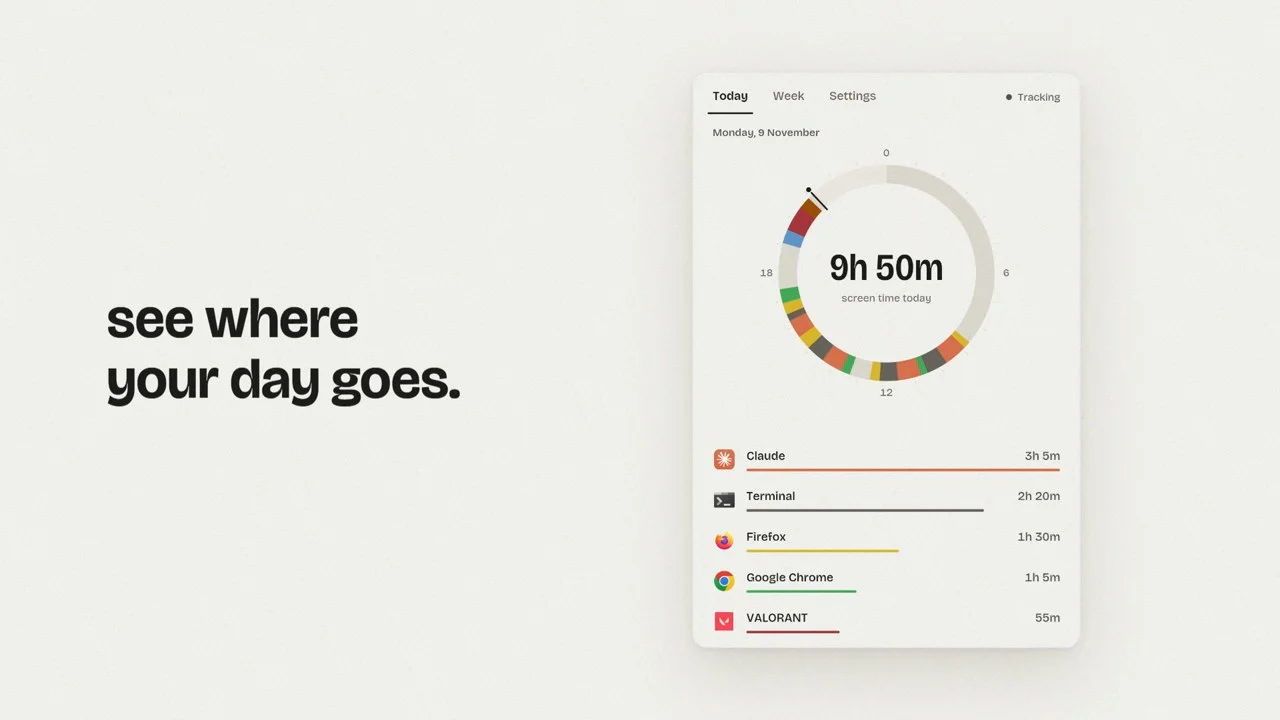 see where
your day goes.
Today Week Settings Tracking
Monday, 9 November
0
18
9h 50m
6
screen time today
12
Claude 3h 5m
Terminal 2h 20m
Firefox 1h 30m
Google Chrome 1h 5m
VALORANT 55m